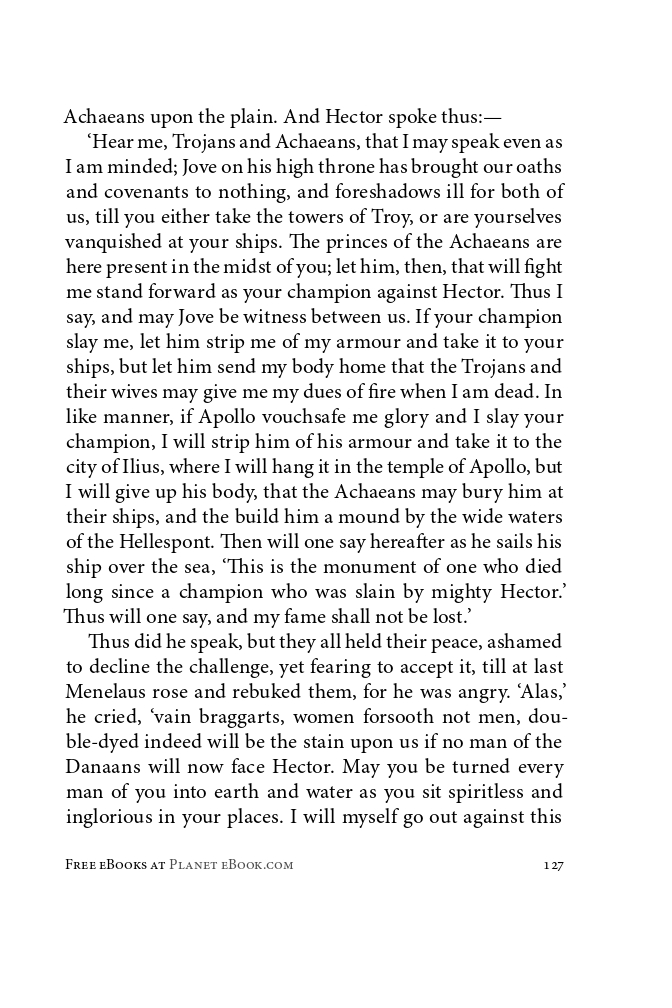 Achaeans upon the plain. And Hector spoke thus:—
‘Hear me, Trojans and Achaeans, that I may speak even as
I am minded; Jove on his high throne has brought our oaths
and covenants to nothing, and foreshadows ill for both of
us, till you either take the towers of Troy, or are yourselves
vanquished at your ships. The princes of the Achaeans are
here present in the midst of you; let him, then, that will fight
me stand forward as your champion against Hector. Thus I
say, and may Jove be witness between us. If your champion
slay me, let him strip me of my armour and take it to your
ships, but let him send my body home that the Trojans and
their wives may give me my dues of fire when I am dead. In
like manner, if Apollo vouchsafe me glory and I slay your
champion, I will strip him of his armour and take it to the
city of Ilius, where I will hang it in the temple of Apollo, but
I will give up his body, that the Achaeans may bury him at
their ships, and the build him a mound by the wide waters
of the Hellespont. Then will one say hereafter as he sails his
ship over the sea, ‘This is the monument of one who died
long since a champion who was slain by mighty Hector.’
Thus will one say, and my fame shall not be lost.’
Thus did he speak, but they all held their peace, ashamed
to decline the challenge, yet fearing to accept it, till at last
Menelaus rose and rebuked them, for he was angry. ‘Alas,’
he cried, ‘vain braggarts, women forsooth not men, dou-
ble-dyed indeed will be the stain upon us if no man of the
Danaans will now face Hector. May you be turned every
man of you into earth and water as you sit spiritless and
inglorious in your places. I will myself go out against this
Free eBooks at Planet eBook.com 127